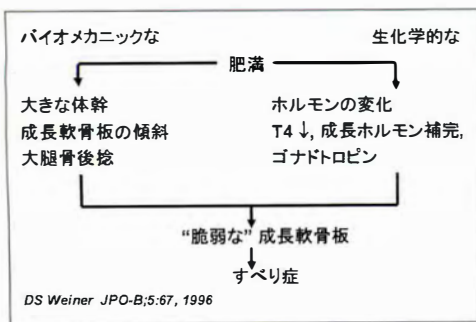 バイオメカニックな 生化学的な
肥満
大きな体幹
成長軟骨板の傾斜
大腿骨後捻
ホルモンの変化
T4 ↓, 成長ホルモン補完,
ゴナドトロピン
“脆弱な” 成長軟骨板
すべり症
DS Weiner JPO-B;5:67, 1996